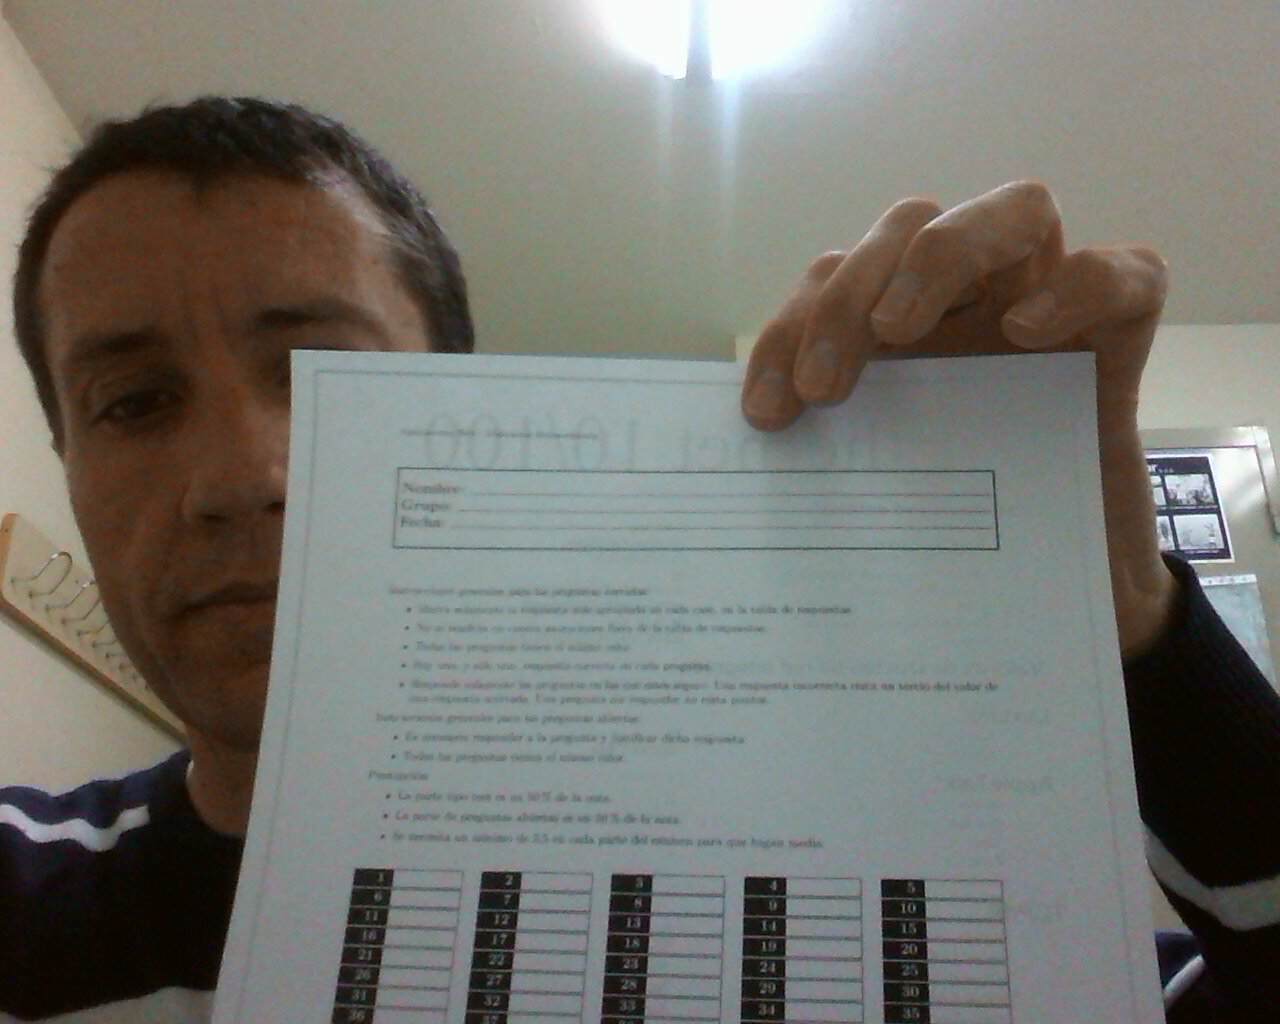 Nombre:
Grupo:
Fecha:
Instrucciones generales para las preguntas cerradas:
• Marca solamente la respuesta más apropiada en cada caso, en la tabla de respuestas.
• No se tendrán en cuenta anotaciones fuera de la tabla de respuestas.
• Todas las preguntas tienen el mismo valor.
• Hay una, y sólo una, respuesta correcta en cada pregunta.
• Responde solamente las preguntas en las que estés seguro. Una respuesta incorrecta resta un tercio del valor de
una respuesta acertada. Una pregunta sin responder no resta puntos.
Instrucciones generales para las preguntas abiertas:
• Es necesario responder a la pregunta y justificar dicha respuesta.
• Todas las preguntas tienen el mismo valor.
Puntuación:
• La parte tipo test es un 50 % de la nota.
• La parte de preguntas abiertas es un 50 % de la nota.
• Se necesita un mínimo de 3,5 en cada parte del examen para que hagan media.
1 2 3 4 5
6 7 8 9 10
11 12 13 14 15
16 17 18 19 20
21 22 23 24 25
26 27 28 29 30
31 32 33 34 35
36 37